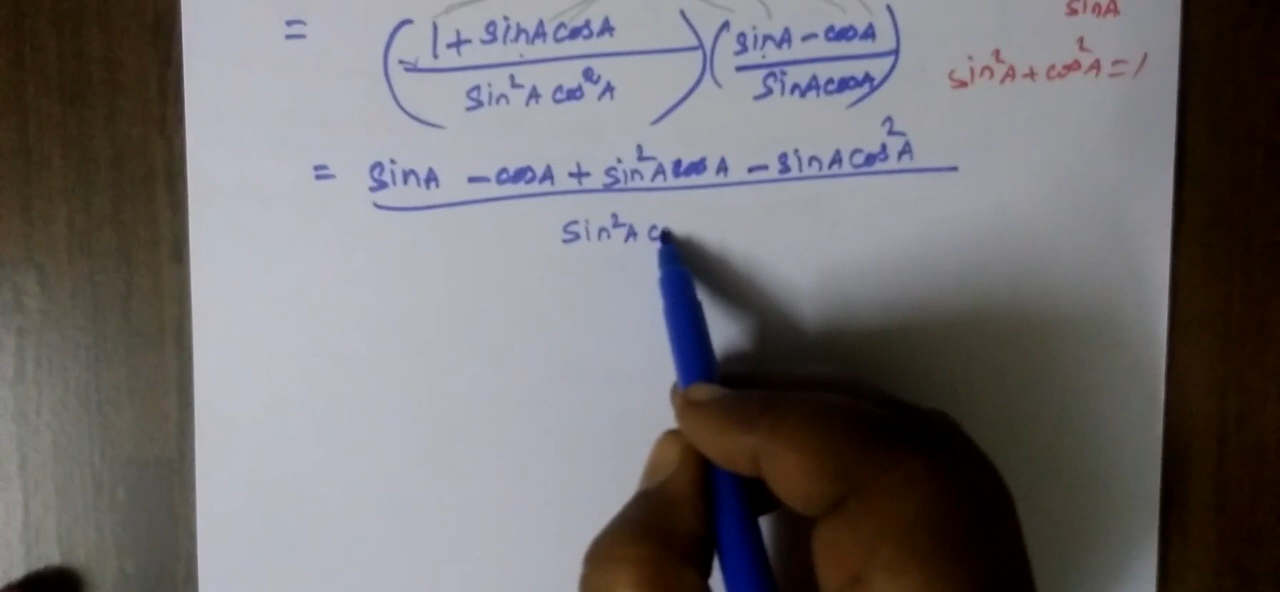 sinA
= (1 + sinA cosA / sin²A cos²A) (sinA - cosA / sinA cosA)
sin²A + cos²A = 1
= sinA - cosA + sin²A cosA - sinA cos²A
sin²A c